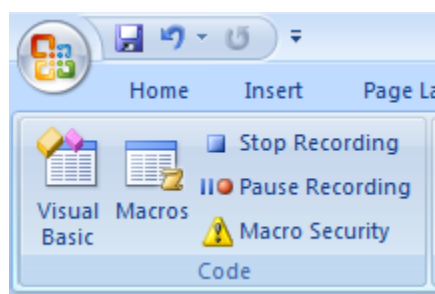 Home Insert Page La
Stop Recording
Pause Recording
Visual Basic
Macros
Macro Security
Code